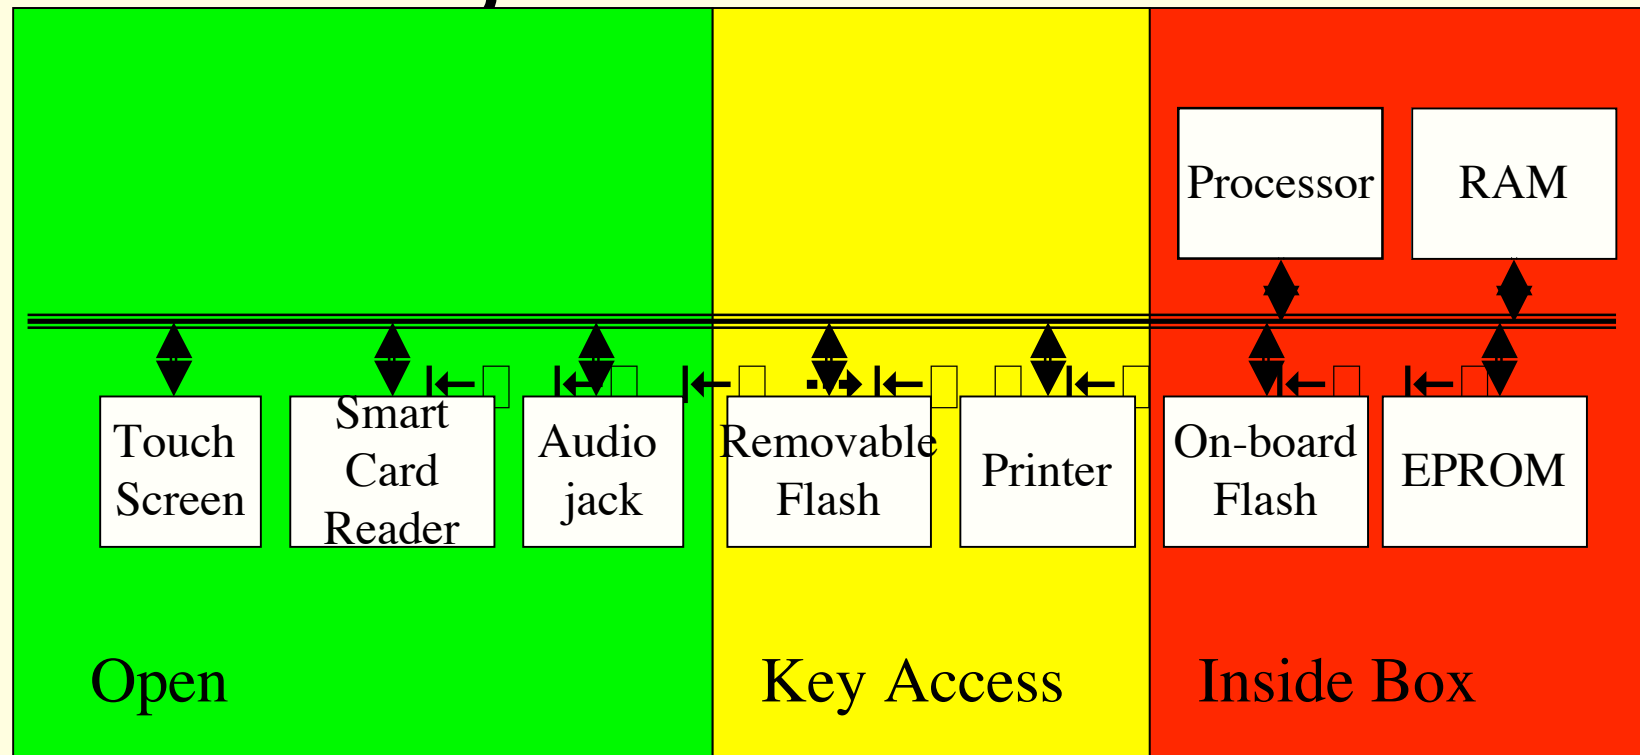 Processor
RAM
Touch
Screen
Smart
Card
Reader
Audio
jack
Removable
Flash
Printer
On-board
Flash
EPROM
Open
Key Access
Inside Box